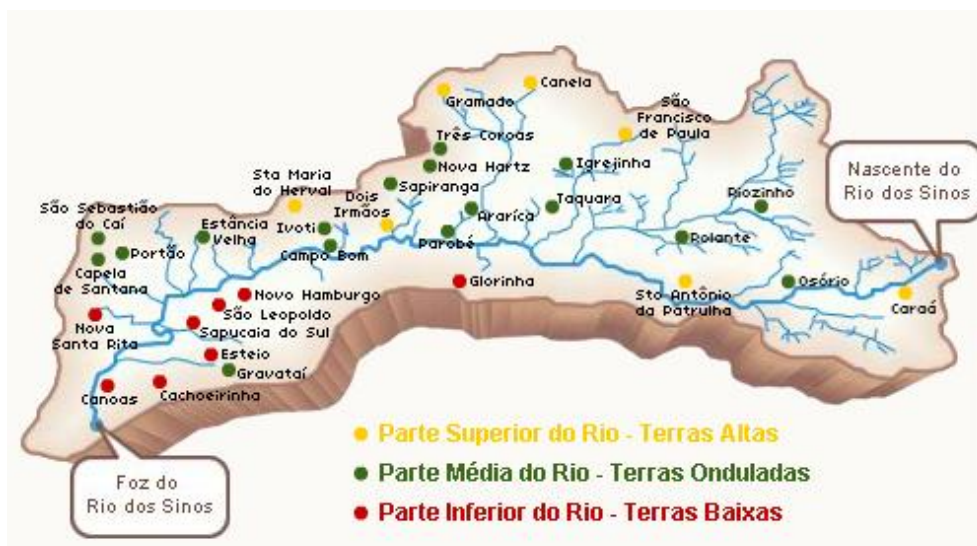 Canela
Gramado
São
Francisco
de Paula
Três Coroas
Nova Hartz
Igrejinha
Nascente do
Rio dos Sinos
Sta Maria
do Herval
Dois
Irmãos
Sapiranga
Riozinho
São Sebastião
do Caí
Estância
Velha
Ivoti
Araríca
Taquara
Portão
Campo Bom
Parobé
Rolante
Capela
de Santana
Glorinha
Sto Antônio
da Patrulha
Osório
Caraá
Novo Hamburgo
São Leopoldo
Sapucaia do Sul
Nova
Santa Rita
Esteio
Gravataí
Canoas
Cachoeirinha
Foz do
Rio dos Sinos
Parte Superior do Rio - Terras Altas
Parte Média do Rio - Terras Onduladas
Parte Inferior do Rio - Terras Baixas